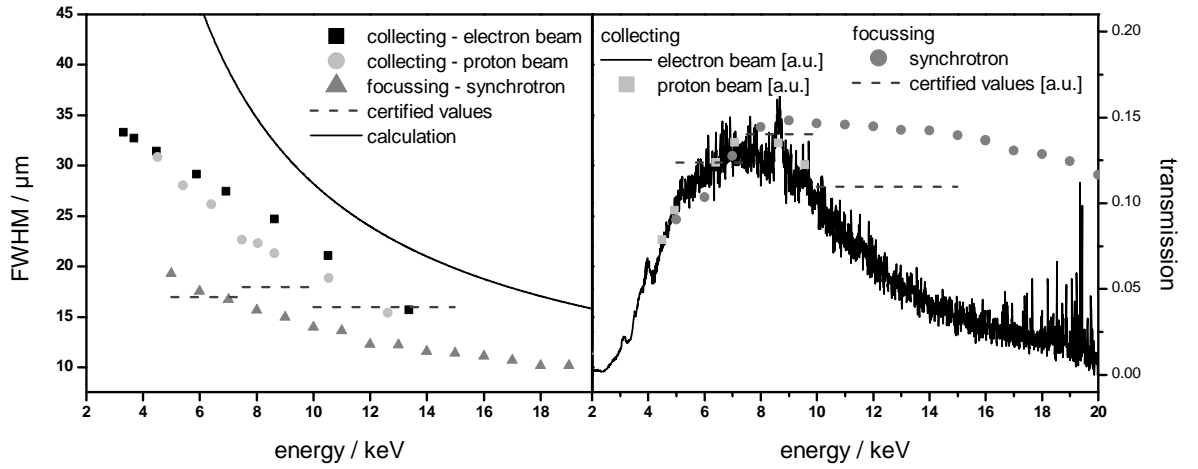 45
40
35
30
25
20
15
10
FWHM / µm
collecting - electron beam
collecting - proton beam
focussing - synchrotron
certified values
calculation
2 4 6 8 10 12 14 16 18
energy / keV
collecting
electron beam [a.u.]
proton beam [a.u.]
focussing
synchrotron
certified values [a.u.]
0.20
0.15
0.10
0.05
0.00
transmission
2 4 6 8 10 12 14 16 18 20
energy / keV